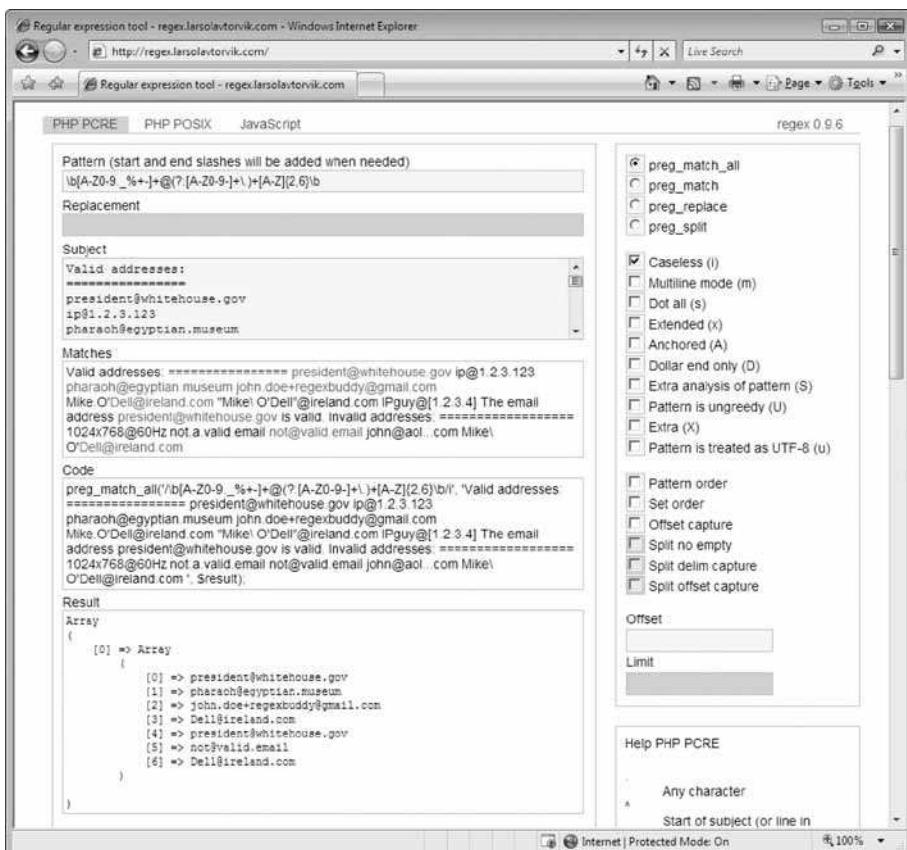 Regular expression tool - regex.larsolavtorvik.com - Windows Internet Explorer
http://regex.larsolavtorvik.com/
Live Search
Regular expression tool - regex.larsolavtorvik.com
Page
Tools
PHP PCRE
PHP POSIX
JavaScript
regex 0.9.6
Pattern (start and end slashes will be added when needed)
\b[A-Z0-9._%+-]+@(?:[A-Z0-9-]+\.)+[A-Z]{2,6}\b
Replacement
Subject
Valid addresses:
================
president@whitehouse.gov
ip@1.2.3.123
pharaoh@egyptian.museum
Matches
Valid addresses: ================ president@whitehouse.gov ip@1.2.3.123
pharaoh@egyptian.museum john.doe+regexbuddy@gmail.com
Mike.O'Dell@ireland.com "Mike\ O'Dell"@ireland.com IPguy@[1.2.3.4] The email
address president@whitehouse.gov is valid. Invalid addresses: ==================
1024x768@60Hz not.a.valid.email not@valid.email john@aol...com Mike\
O'Dell@ireland.com
Code
preg_match_all('/\b[A-Z0-9._%+-]+@(?:[A-Z0-9-]+\.)+[A-Z]{2,6}\b/i', 'Valid addresses:
================ president@whitehouse.gov ip@1.2.3.123
pharaoh@egyptian.museum john.doe+regexbuddy@gmail.com
Mike.O'Dell@ireland.com "Mike\ O'Dell"@ireland.com IPguy@[1.2.3.4] The email
address president@whitehouse.gov is valid. Invalid addresses: ==================
1024x768@60Hz not.a.valid.email not@valid.email john@aol...com Mike\
O'Dell@ireland.com ', $result);
Result
Array
(
[0] => Array
(
[0] => president@whitehouse.gov
[1] => pharaoh@egyptian.museum
[2] => john.doe+regexbuddy@gmail.com
[3] => Dell@ireland.com
[4] => president@whitehouse.gov
[5] => not@valid.email
[6] => Dell@ireland.com
)
)
preg_match_all
preg_match
preg_replace
preg_split
Caseless (i)
Multiline mode (m)
Dot all (s)
Extended (x)
Anchored (A)
Dollar end only (D)
Extra analysis of pattern (S)
Pattern is ungreedy (U)
Extra (X)
Pattern is treated as UTF-8 (u)
Pattern order
Set order
Offset capture
Split no empty
Split delim capture
Split offset capture
Offset
Limit
Help PHP PCRE
. Any character
^ Start of subject (or line in
Internet | Protected Mode: On
100%